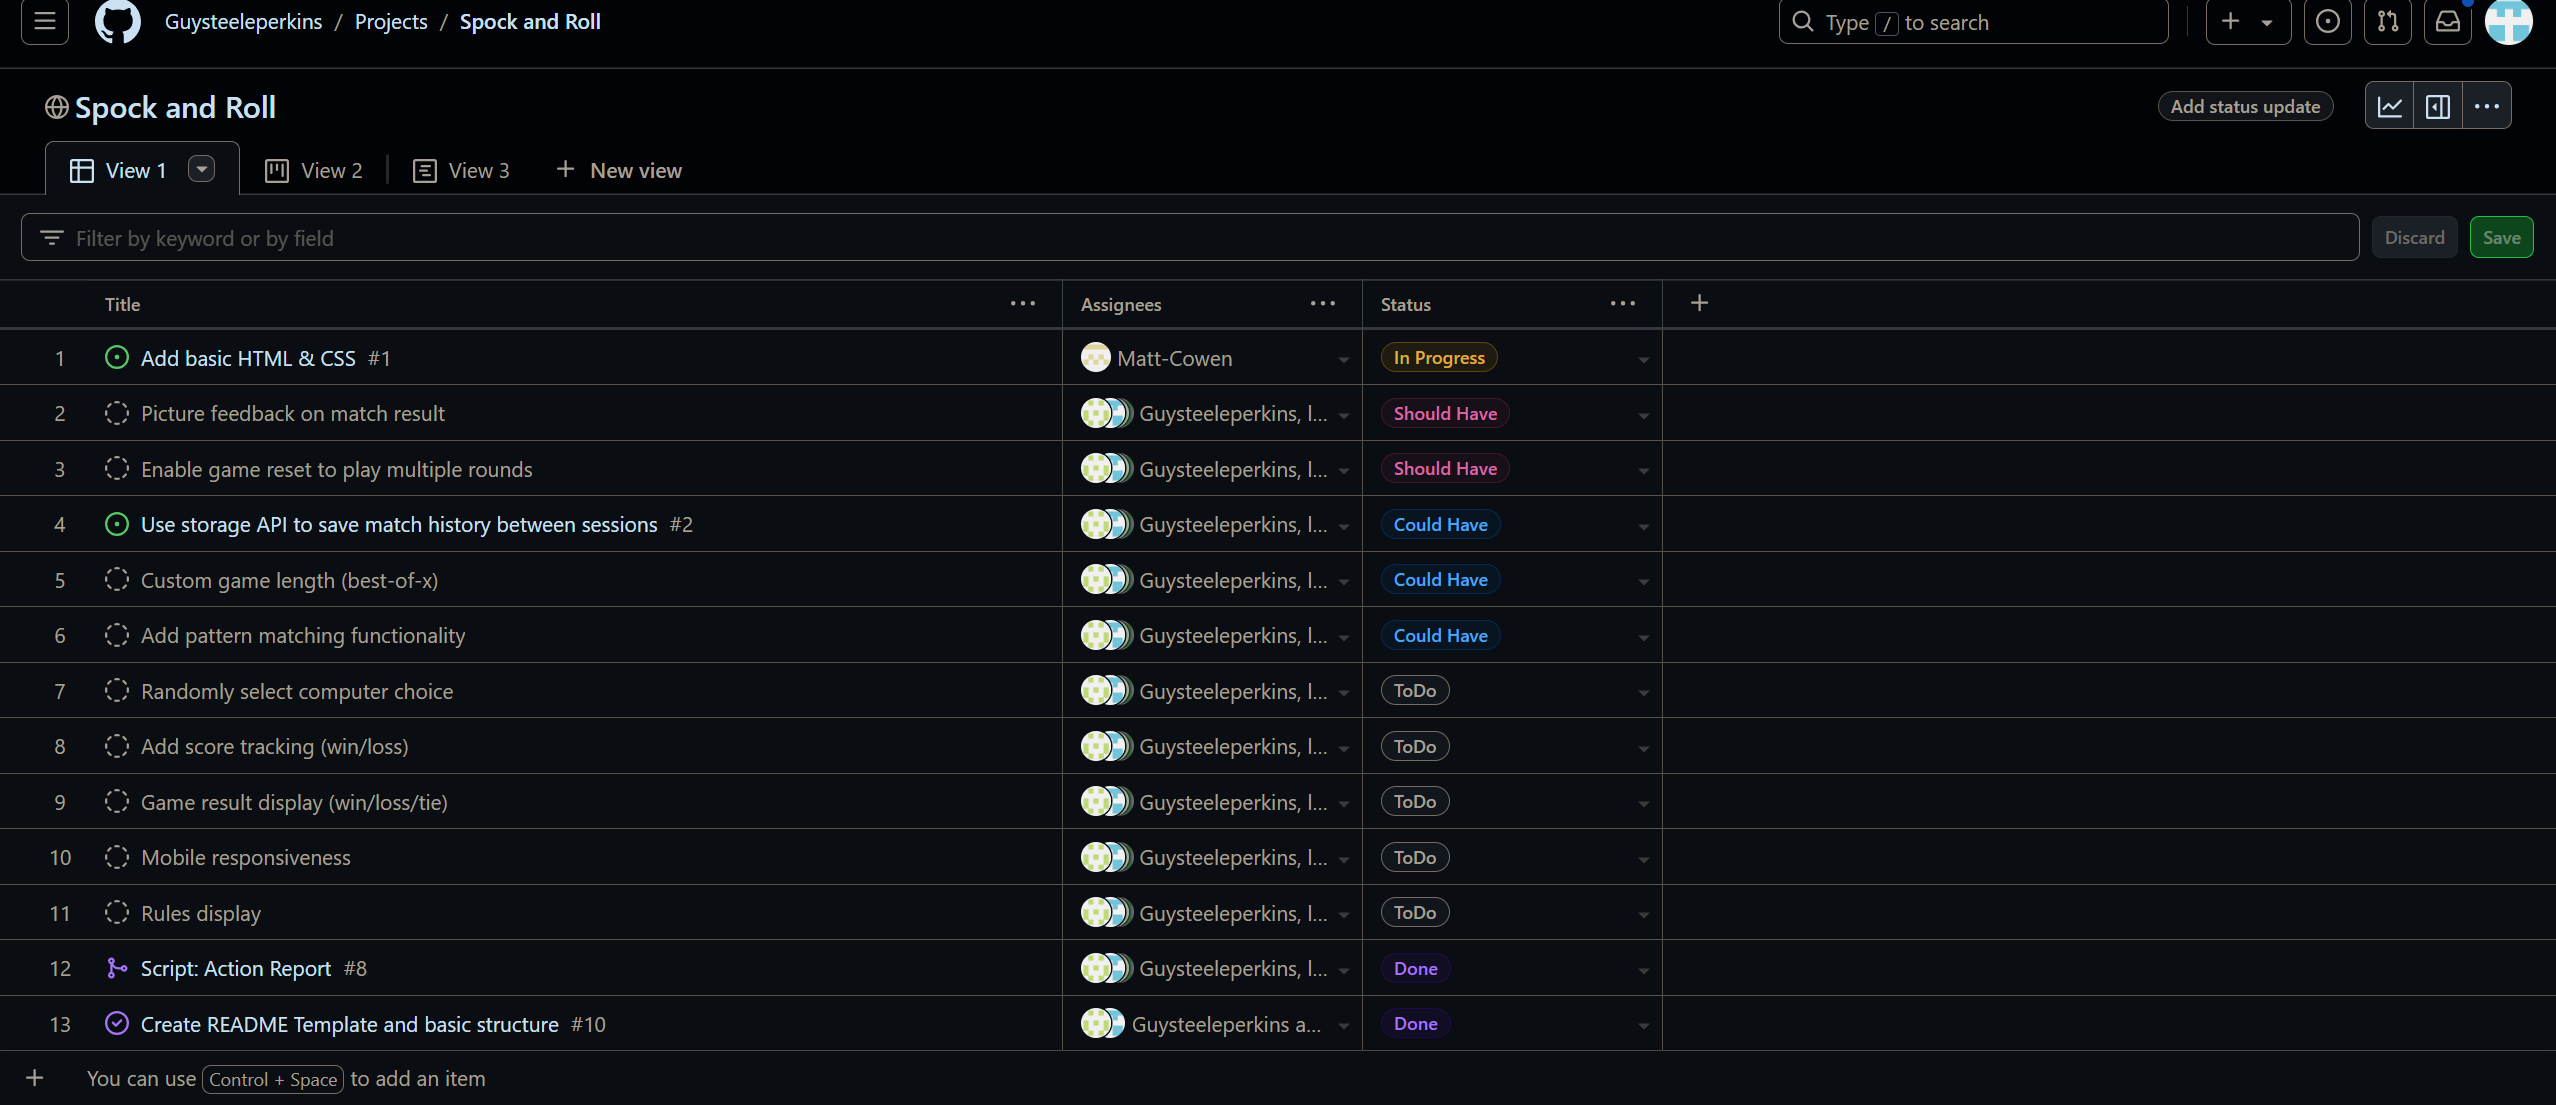 Guysteeleperkins / Projects / Spock and Roll
Type / to search
Spock and Roll
Add status update
View 1 View 2 View 3 New view
Filter by keyword or by field
Discard Save
Title Assignees Status
1 Add basic HTML & CSS #1 Matt-Cowen In Progress
2 Picture feedback on match result Guysteeleperkins, l... Should Have
3 Enable game reset to play multiple rounds Guysteeleperkins, l... Should Have
4 Use storage API to save match history between sessions #2 Guysteeleperkins, l... Could Have
5 Custom game length (best-of-x) Guysteeleperkins, l... Could Have
6 Add pattern matching functionality Guysteeleperkins, l... Could Have
7 Randomly select computer choice Guysteeleperkins, l... ToDo
8 Add score tracking (win/loss) Guysteeleperkins, l... ToDo
9 Game result display (win/loss/tie) Guysteeleperkins, l... ToDo
10 Mobile responsiveness Guysteeleperkins, l... ToDo
11 Rules display Guysteeleperkins, l... ToDo
12 Script: Action Report #8 Guysteeleperkins, l... Done
13 Create README Template and basic structure #10 Guysteeleperkins a... Done
You can use Control + Space to add an item